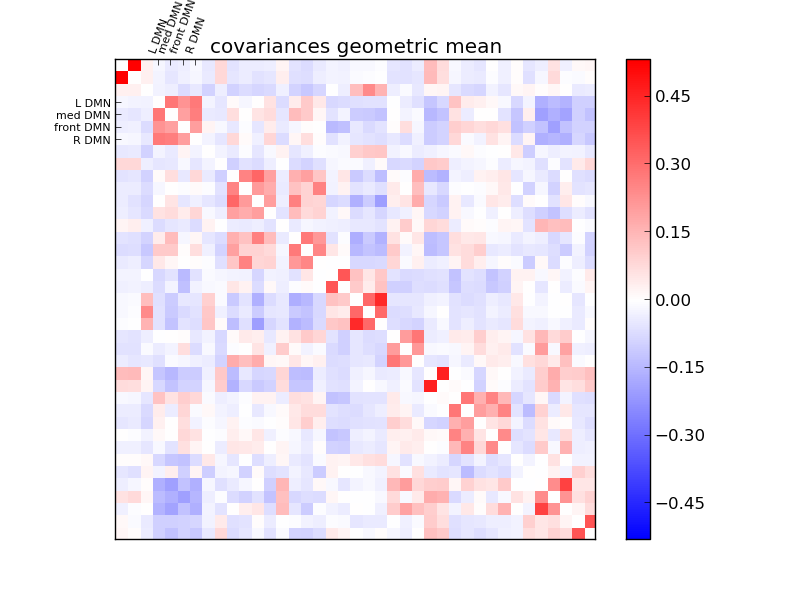 L DMN
med DMN
front DMN
R DMN
covariances geometric mean
L DMN
med DMN
front DMN
R DMN
0.45
0.30
0.15
0.00
−0.15
−0.30
−0.45